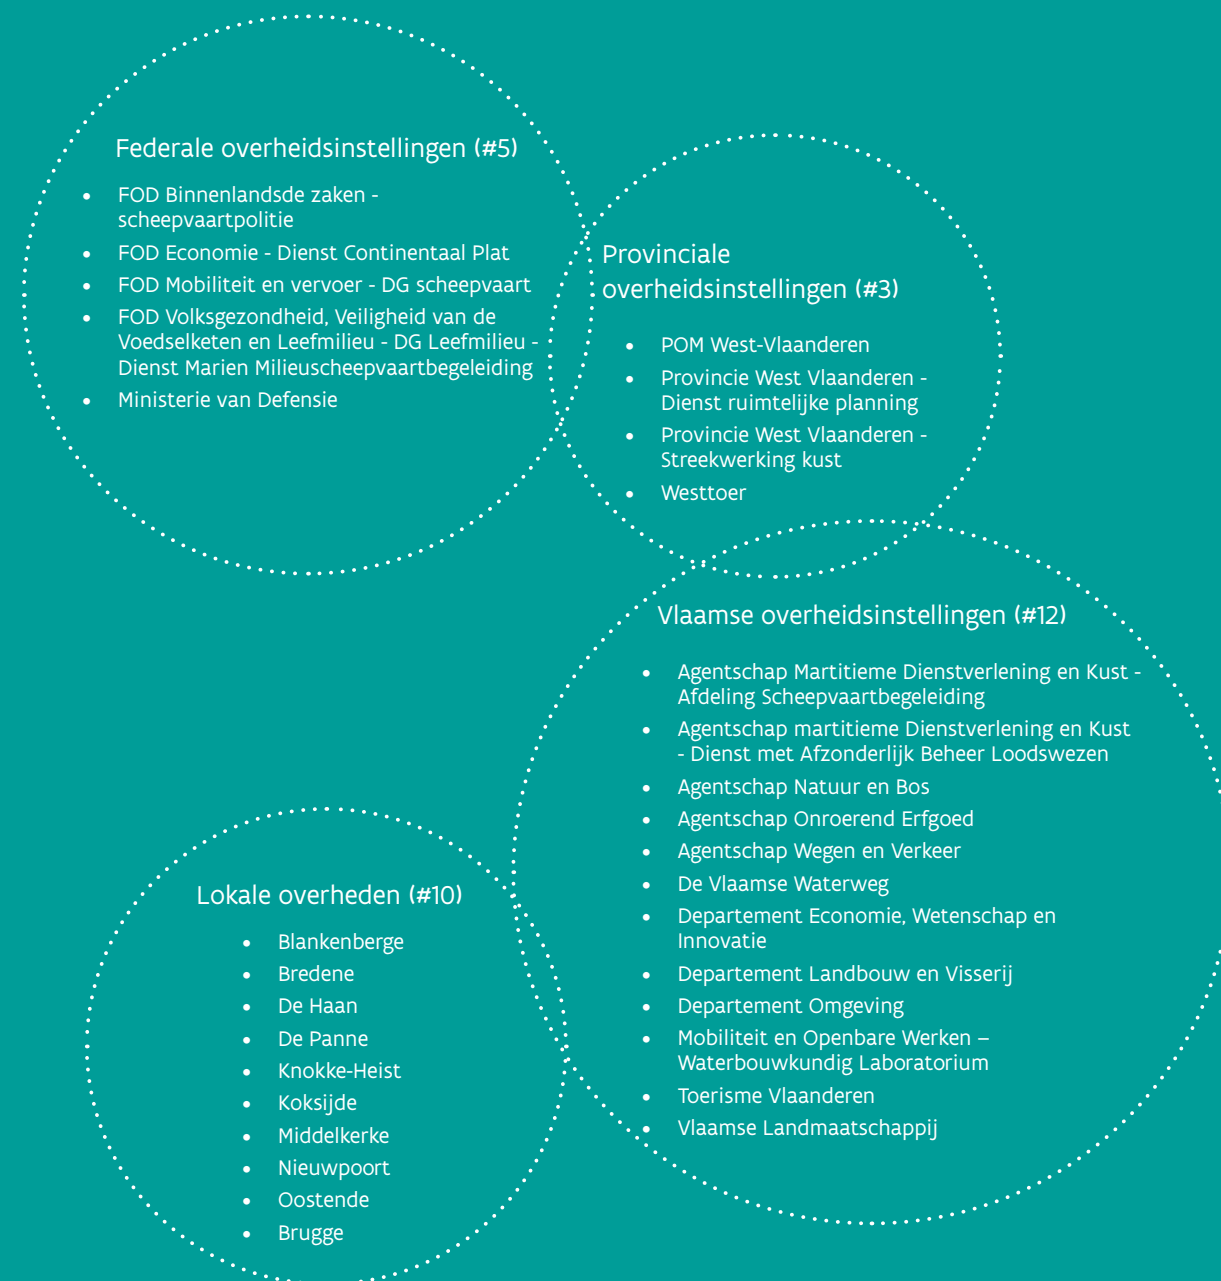 Federale overheidsinstellingen (#5)
• FOD Binnenlandsde zaken -
scheepvaartpolitie
• FOD Economie - Dienst Continentaal Plat
• FOD Mobiliteit en vervoer - DG scheepvaart
• FOD Volksgezondheid, Veiligheid van de
Voedselketen en Leefmilieu - DG Leefmilieu -
Dienst Marien Milieuscheepvaartbegeleiding
• Ministerie van Defensie
Provinciale
overheidsinstellingen (#3)
• POM West-Vlaanderen
• Provincie West Vlaanderen -
Dienst ruimtelijke planning
• Provincie West Vlaanderen -
Streekwerking kust
• Westtoer
Vlaamse overheidsinstellingen (#12)
• Agentschap Martitieme Dienstverlening en Kust -
Afdeling Scheepvaartbegeleiding
• Agentschap martitieme Dienstverlening en Kust
- Dienst met Afzonderlijk Beheer Loodswezen
• Agentschap Natuur en Bos
• Agentschap Onroerend Erfgoed
• Agentschap Wegen en Verkeer
• De Vlaamse Waterweg
• Departement Economie, Wetenschap en
Innovatie
• Departement Landbouw en Visserij
• Departement Omgeving
• Mobiliteit en Openbare Werken –
Waterbouwkundig Laboratorium
• Toerisme Vlaanderen
• Vlaamse Landmaatschappij
Lokale overheden (#10)
• Blankenberge
• Bredene
• De Haan
• De Panne
• Knokke-Heist
• Koksijde
• Middelkerke
• Nieuwpoort
• Oostende
• Brugge